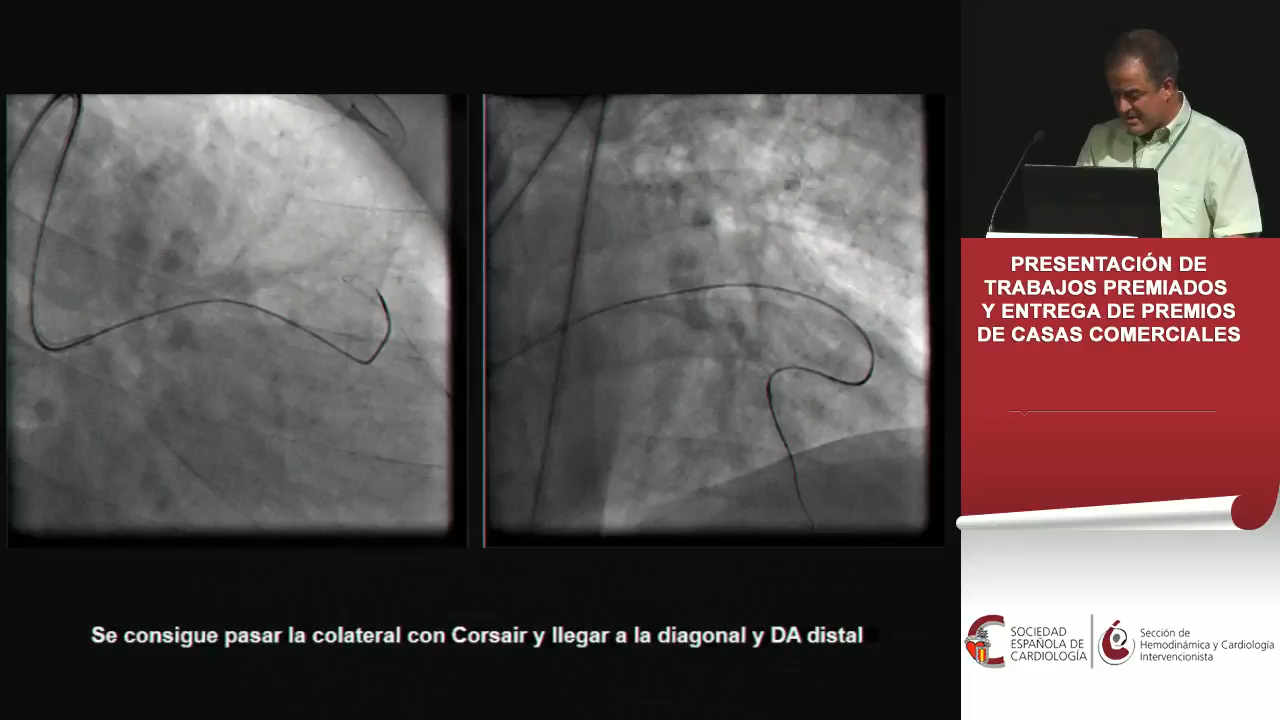 Se consigue pasar la colateral con Corsair y llegar a la diagonal y DA distal
PRESENTACIÓN DE
TRABAJOS PREMIADOS
Y ENTREGA DE PREMIOS
DE CASAS COMERCIALES
SOCIEDAD
ESPAÑOLA DE
CARDIOLOGÍA
Sección de
Hemodinámica y Cardiología
Intervencionista